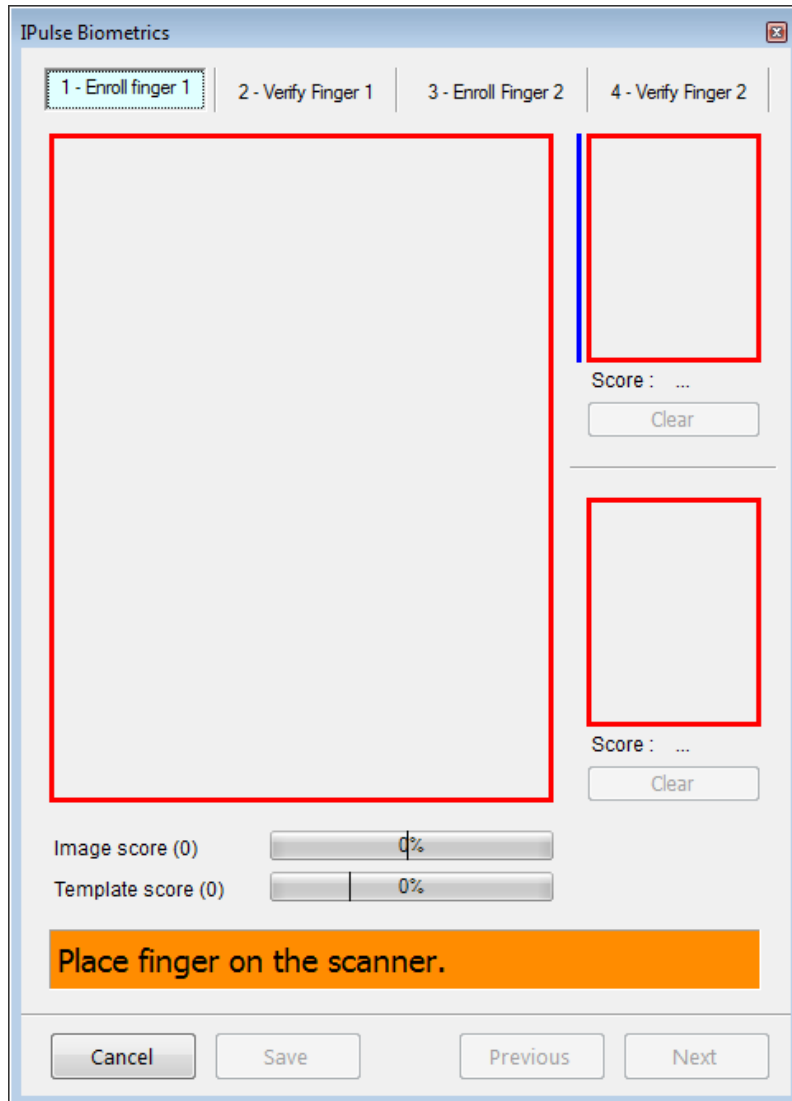 IPulse Biometrics
1 - Enroll finger 1
2 - Verify Finger 1
3 - Enroll Finger 2
4 - Verify Finger 2
Score : ...
Clear
Score : ...
Clear
Image score (0) 0%
Template score (0) 0%
Place finger on the scanner.
Cancel
Save
Previous
Next